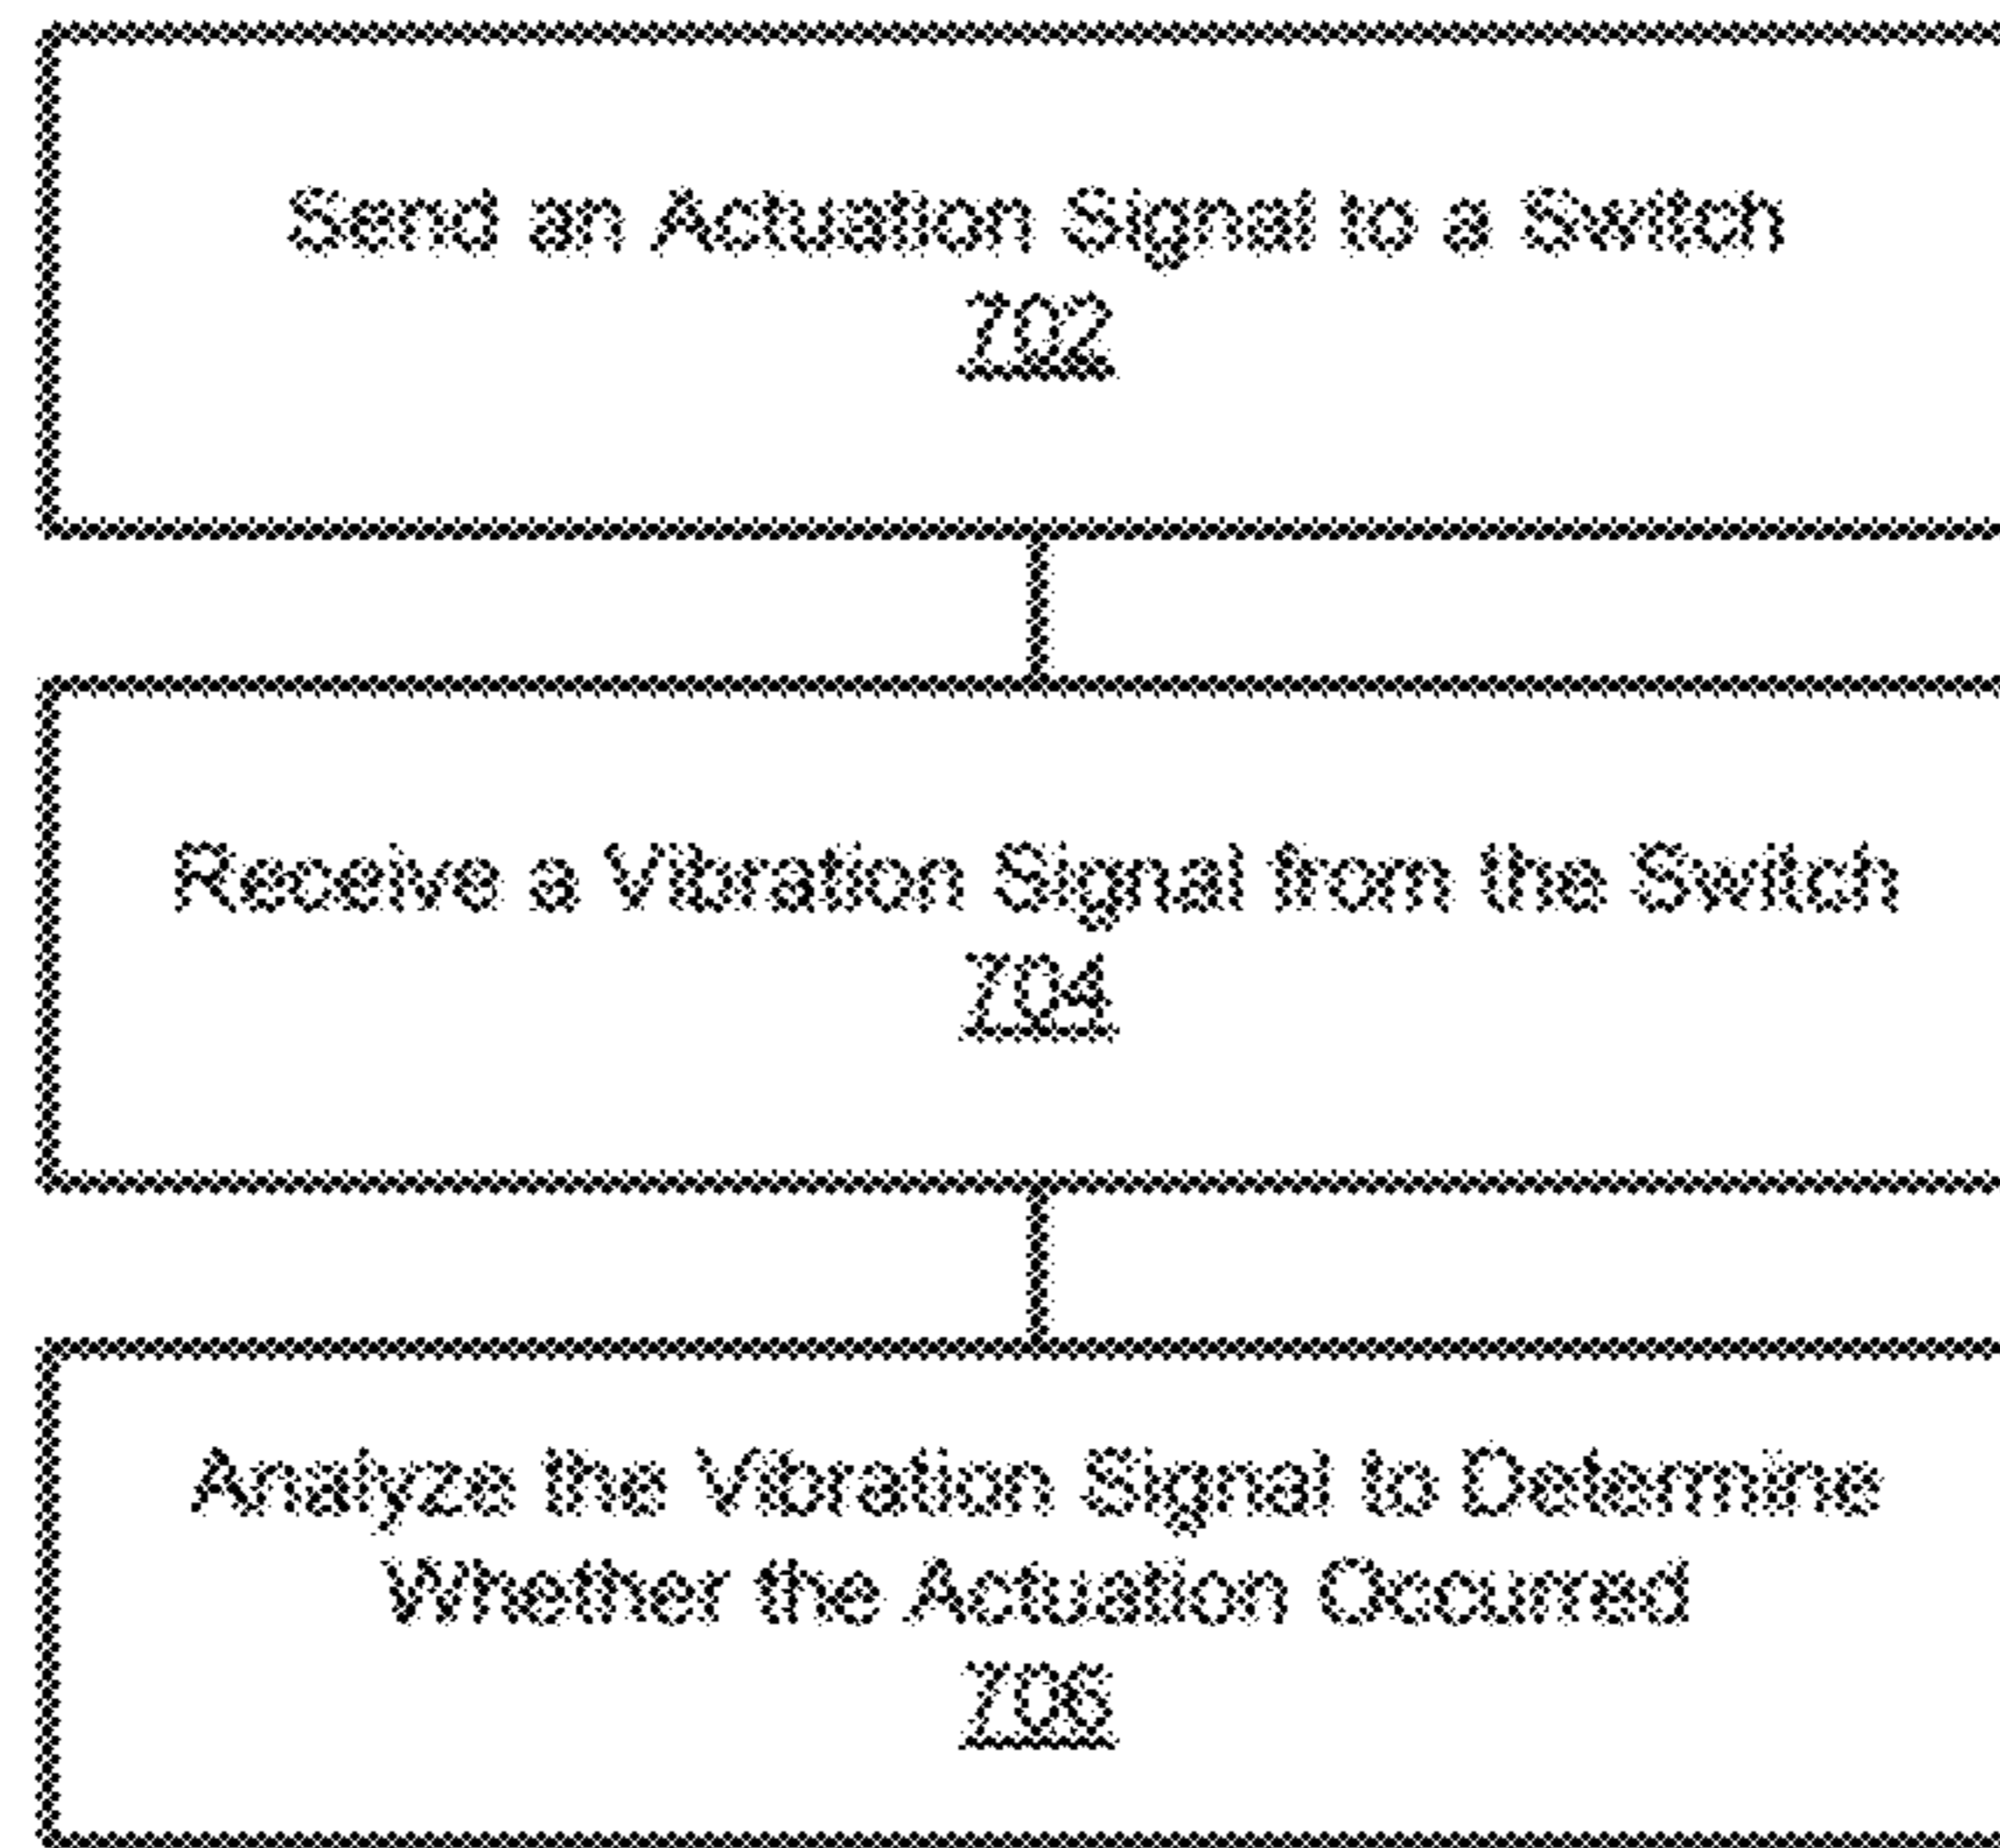 Send an Actuation Signal to a Switch
702
Receive a Vibration Signal from the Switch
704
Analyze the Vibration Signal to Determine
Whether the Actuation Occurred
706